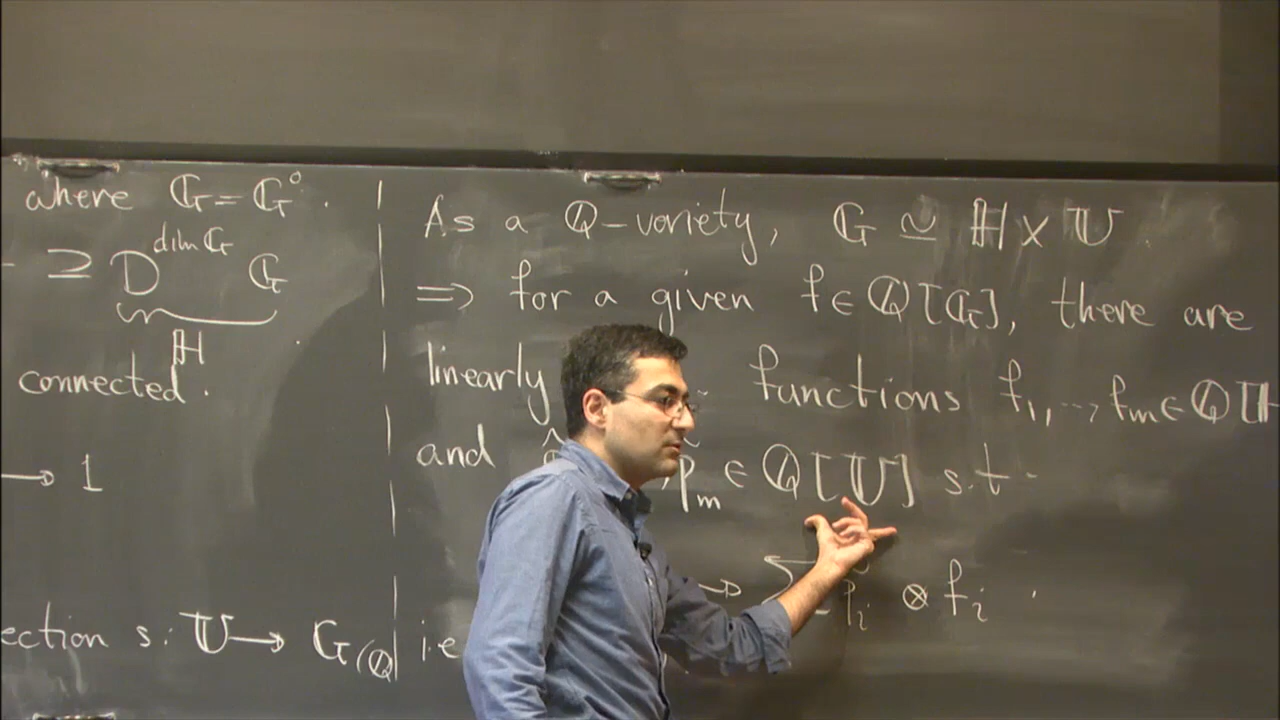 where 𝔾 = 𝔾°.
⊇ D^{dim 𝔾} 𝔾
ℍ
connected.
→ 1
ection s: 𝕌 → 𝔾(ℚ)
As a ℚ-variety, 𝔾 ≃ ℍ × 𝕌.
⇒ for a given f ∈ ℚ[𝔾], there are
linearly functions f₁, ..., fₘ ∈ ℚ[ℍ
and p̃ₘ ∈ ℚ[𝕌] s.t.
i.e → Σ p̃ᵢ ⊗ fᵢ.